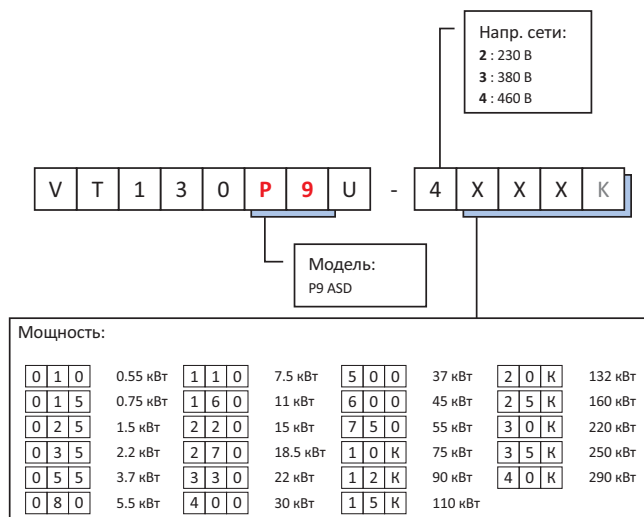 Напр. сети:
2 : 230 В
3 : 380 В
4 : 460 В
V T 1 3 0 P 9 U - 4 X X X K
Модель:
P9 ASD
Мощность:
0 1 0 0.55 кВт 1 1 0 7.5 кВт 5 0 0 37 кВт 2 0 К 132 кВт
0 1 5 0.75 кВт 1 6 0 11 кВт 6 0 0 45 кВт 2 5 К 160 кВт
0 2 5 1.5 кВт 2 2 0 15 кВт 7 5 0 55 кВт 3 0 К 220 кВт
0 3 5 2.2 кВт 2 7 0 18.5 кВт 1 0 К 75 кВт 3 5 К 250 кВт
0 5 5 3.7 кВт 3 3 0 22 кВт 1 2 К 90 кВт 4 0 К 290 кВт
0 8 0 5.5 кВт 4 0 0 30 кВт 1 5 К 110 кВт